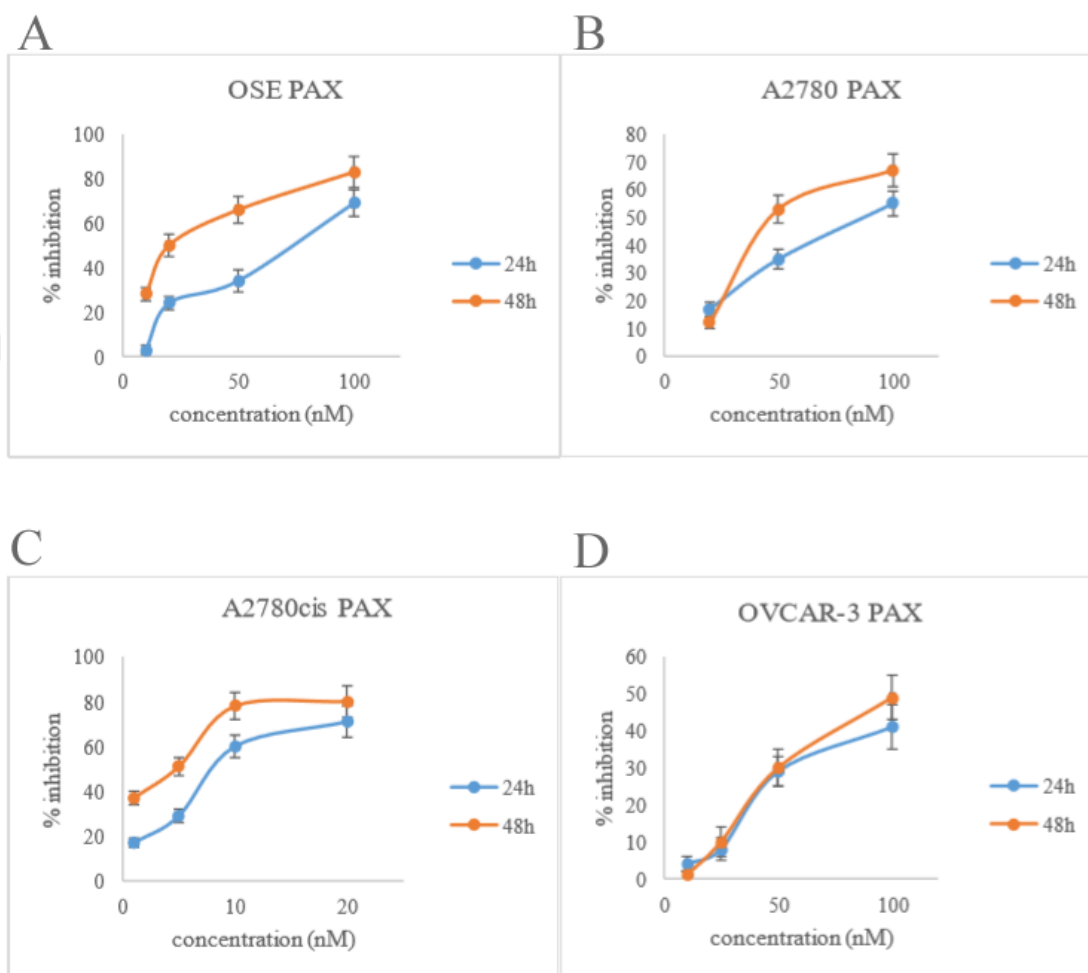 A
OSE PAX
100
80
60
40
20
0
% inhibition
0
50
100
concentration (nM)
24h
48h
B
A2780 PAX
80
70
60
50
40
30
20
10
0
% inhibition
0
50
100
concentration (nM)
24h
48h
C
A2780cis PAX
100
80
60
40
20
0
% inhibition
0
10
20
concentration (nM)
24h
48h
D
OVCAR-3 PAX
60
50
40
30
20
10
0
% inhibition
0
50
100
concentration (nM)
24h
48h